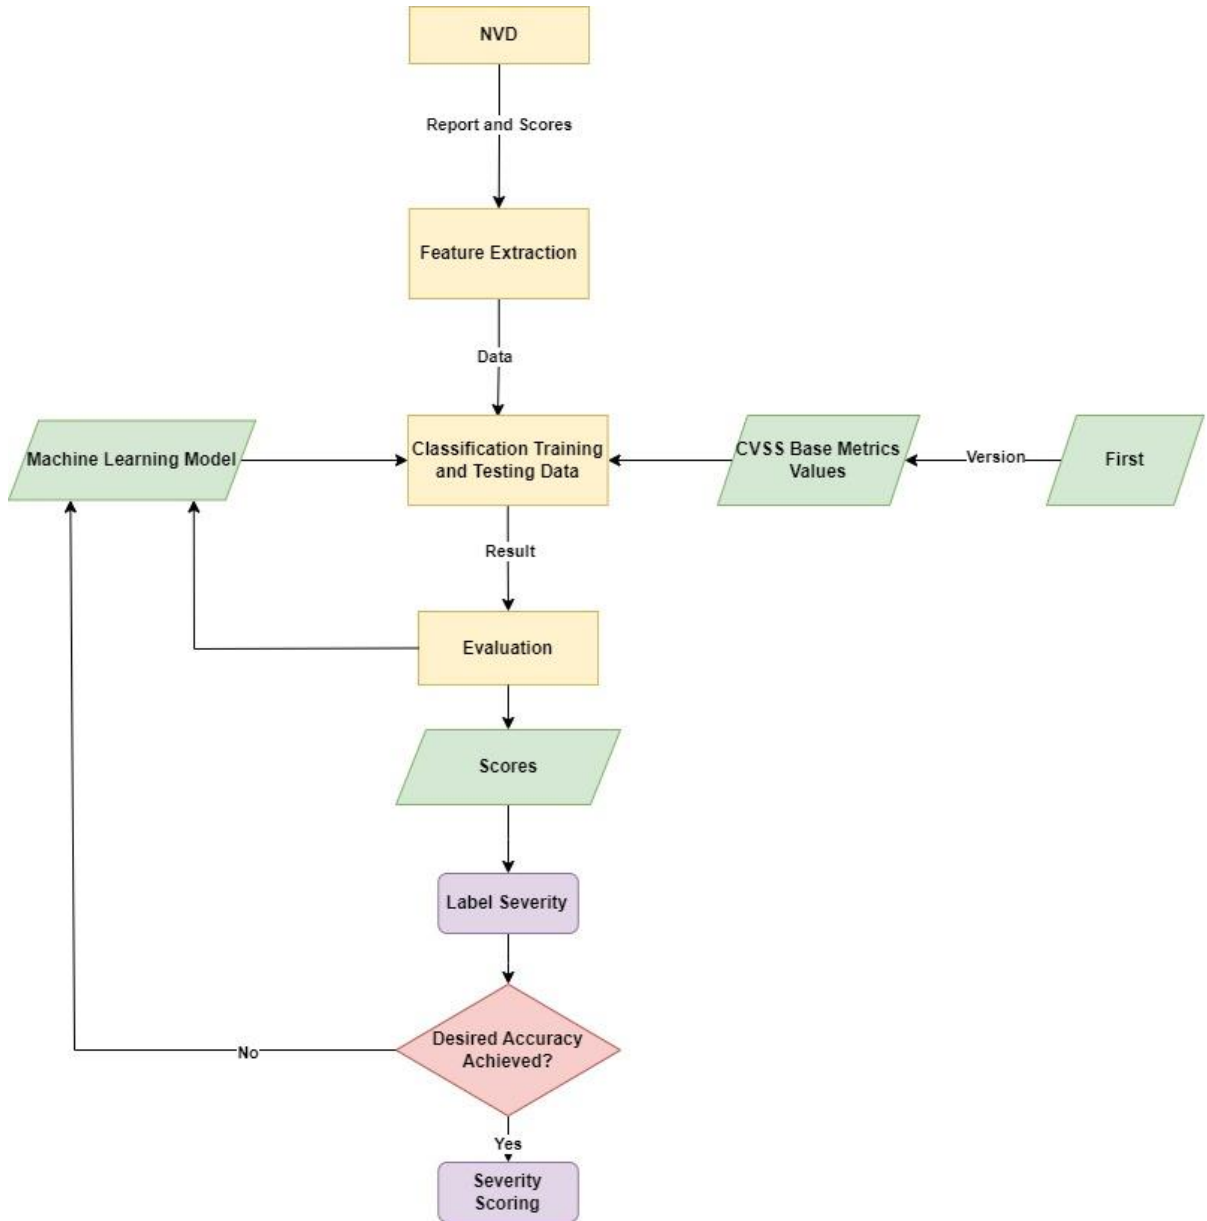 NVD
Report and Scores
Feature Extraction
Data
Machine Learning Model
Classification Training
and Testing Data
CVSS Base Metrics
Values
Version
First
Result
Evaluation
Scores
Label Severity
Desired Accuracy
Achieved?
No
Yes
Severity
Scoring